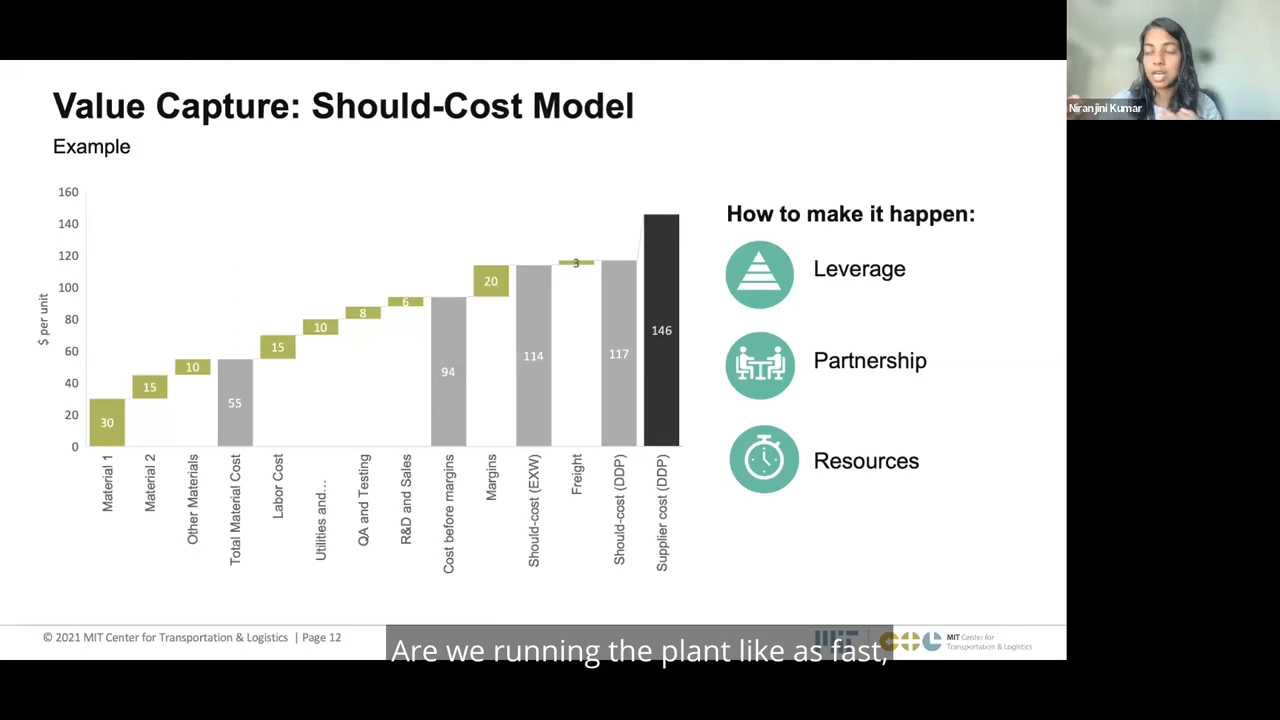 Niranjini Kumar
Value Capture: Should-Cost Model
Example
160
140
120
100
80
60
40
20
0
$ per unit
30
15
10
55
15
10
8
6
94
20
114
3
117
146
Material 1
Material 2
Other Materials
Total Material Cost
Labor Cost
Utilities and...
QA and Testing
R&D and Sales
Cost before margins
Margins
Should-cost (EXW)
Freight
Should-cost (DDP)
Supplier cost (DDP)
How to make it happen:
Leverage
Partnership
Resources
© 2021 MIT Center for Transportation & Logistics | Page 12
MIT Center for
Transportation & Logistics
Are we running the plant like as fast,